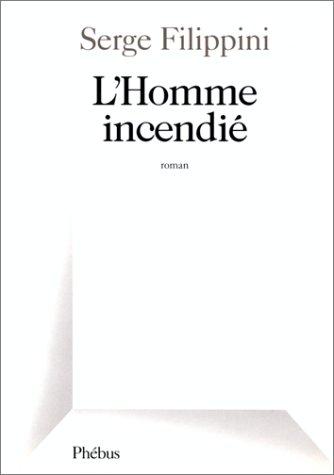 Serge Filippini
L'Homme
incendié
roman
Phébus